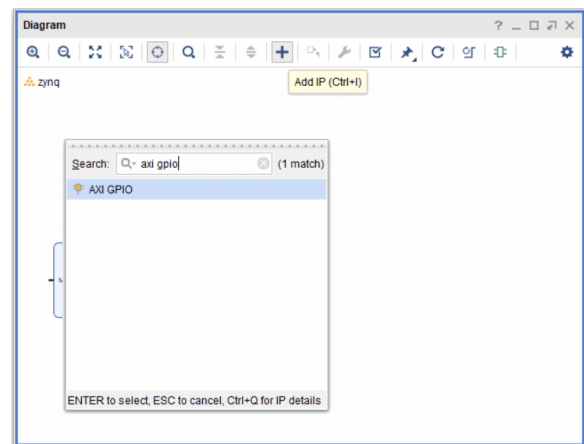 Diagram
Add IP (Ctrl+I)
zynq
Search: axi gpio (1 match)
AXI GPIO
ENTER to select, ESC to cancel, Ctrl+Q for IP details